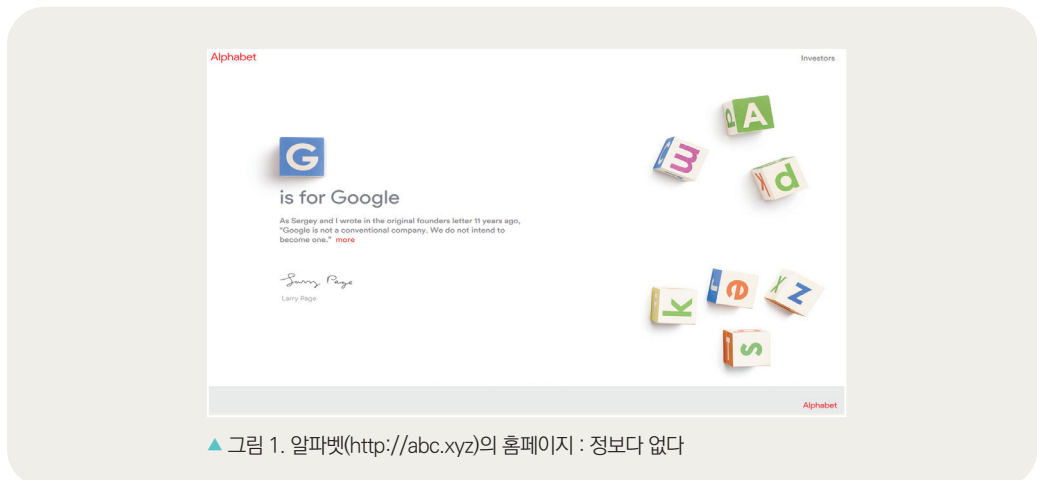 Alphabet
Investors
G
is for Google
As Sergey and I wrote in the original founders letter 11 years ago,
"Google is not a conventional company. We do not intend to
become one." more
Larry Page
Larry Page
A
m
p
k
e
z
s
Alphabet
▲ 그림 1. 알파벳(http://abc.xyz)의 홈페이지 : 정보다 없다